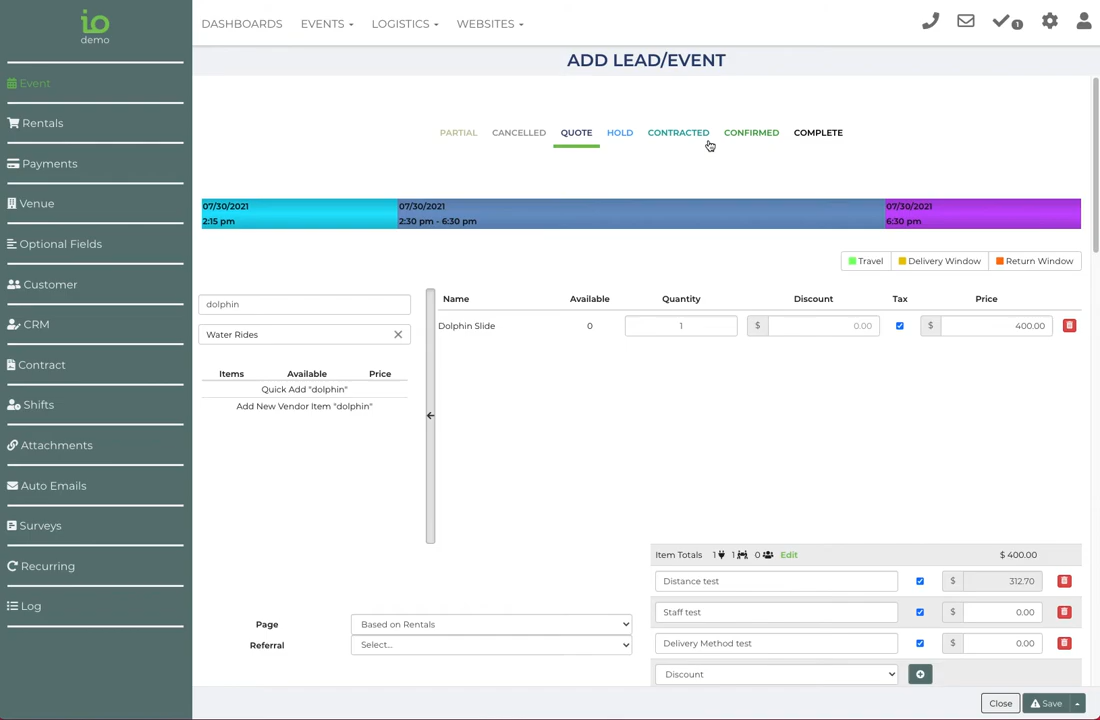 io
demo
DASHBOARDS EVENTS LOGISTICS WEBSITES
1
ADD LEAD/EVENT
Event
Rentals
Payments
Venue
Optional Fields
Customer
CRM
Contract
Shifts
Attachments
Auto Emails
Surveys
Recurring
Log
PARTIAL CANCELLED QUOTE HOLD CONTRACTED CONFIRMED COMPLETE
07/30/2021 07/30/2021 07/30/2021
2:15 pm 2:30 pm - 6:30 pm 6:30 pm
Travel Delivery Window Return Window
dolphin
Water Rides
Items Available Price
Quick Add "dolphin"
Add New Vendor Item "dolphin"
Name Available Quantity Discount Tax Price
Dolphin Slide 0 1 $ 0.00 $ 400.00
Item Totals 1 1 0 Edit $ 400.00
Distance test $ 312.70
Staff test $ 0.00
Delivery Method test $ 0.00
Discount
Page Based on Rentals
Referral Select...
Close Save